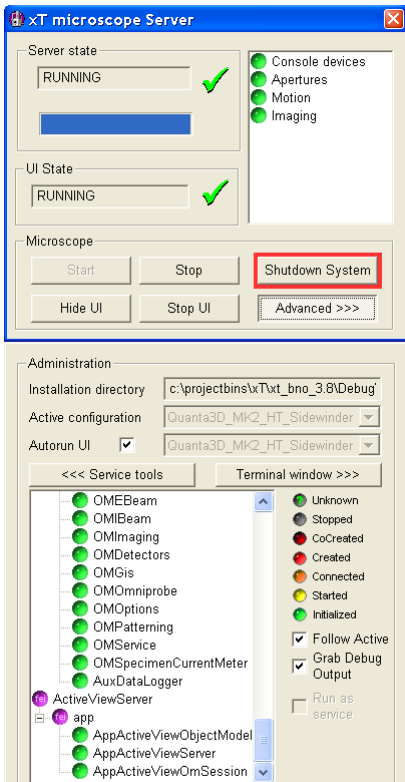 xT microscope Server
Server state
RUNNING
Console devices
Apertures
Motion
Imaging
UI State
RUNNING
Microscope
Start Stop Shutdown System
Hide UI Stop UI Advanced >>>
Administration
Installation directory c:\projectbins\xT\xt_bno_3.8\Debug
Active configuration Quanta3D_MK2_HT_Sidewinder
Autorun UI Quanta3D_MK2_HT_Sidewinder
<<< Service tools Terminal window >>>
OMEBeam
OMIBeam
OMImaging
OMDetectors
OMGis
OMOmniprobe
OMOptions
OMPatterning
OMService
OMSpecimenCurrentMeter
AuxDataLogger
fei ActiveViewServer
fei app
AppActiveViewObjectModel
AppActiveViewServer
AppActiveViewOmSession
? Unknown
Stopped
CoCreated
Created
Connected
Started
Initialized
Follow Active
Grab Debug
Output
Run as
service